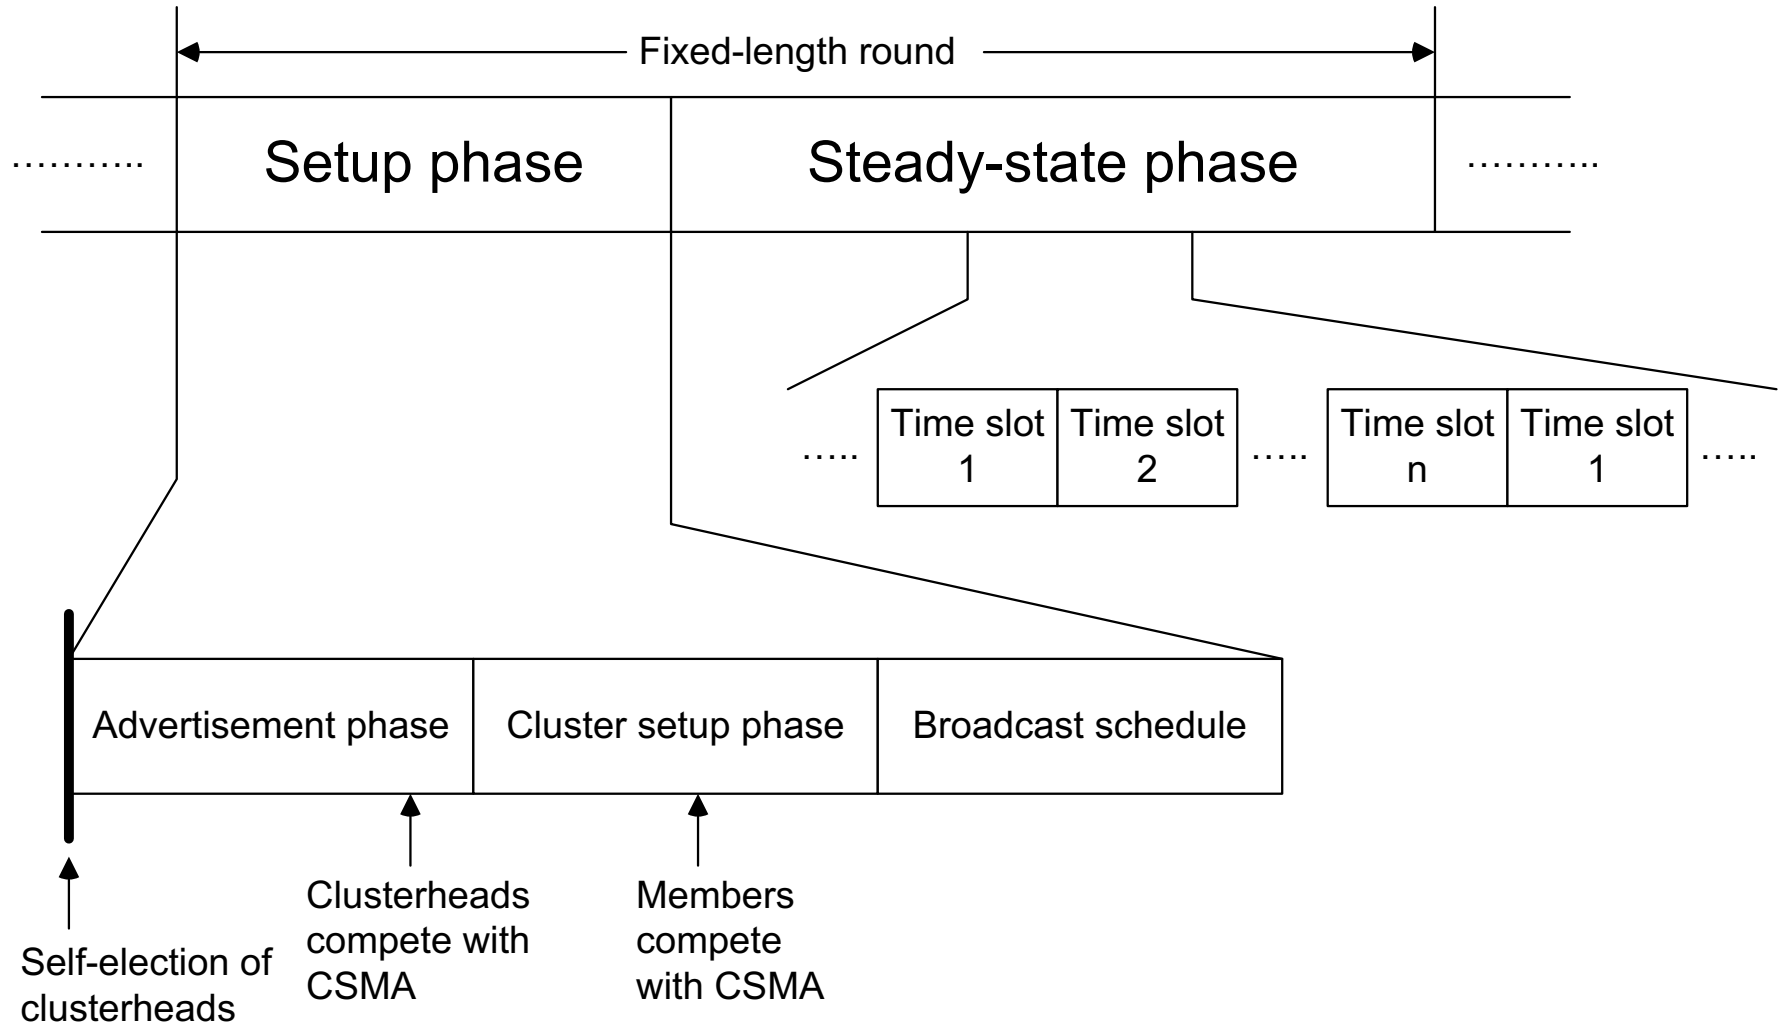 Fixed-length round
……….. Setup phase Steady-state phase ………..
Time slot Time slot Time slot Time slot
….. 1 2 ….. n 1 …..
Advertisement phase Cluster setup phase Broadcast schedule
Clusterheads
compete with
CSMA
Members
compete
with CSMA
Self-election of
clusterheads